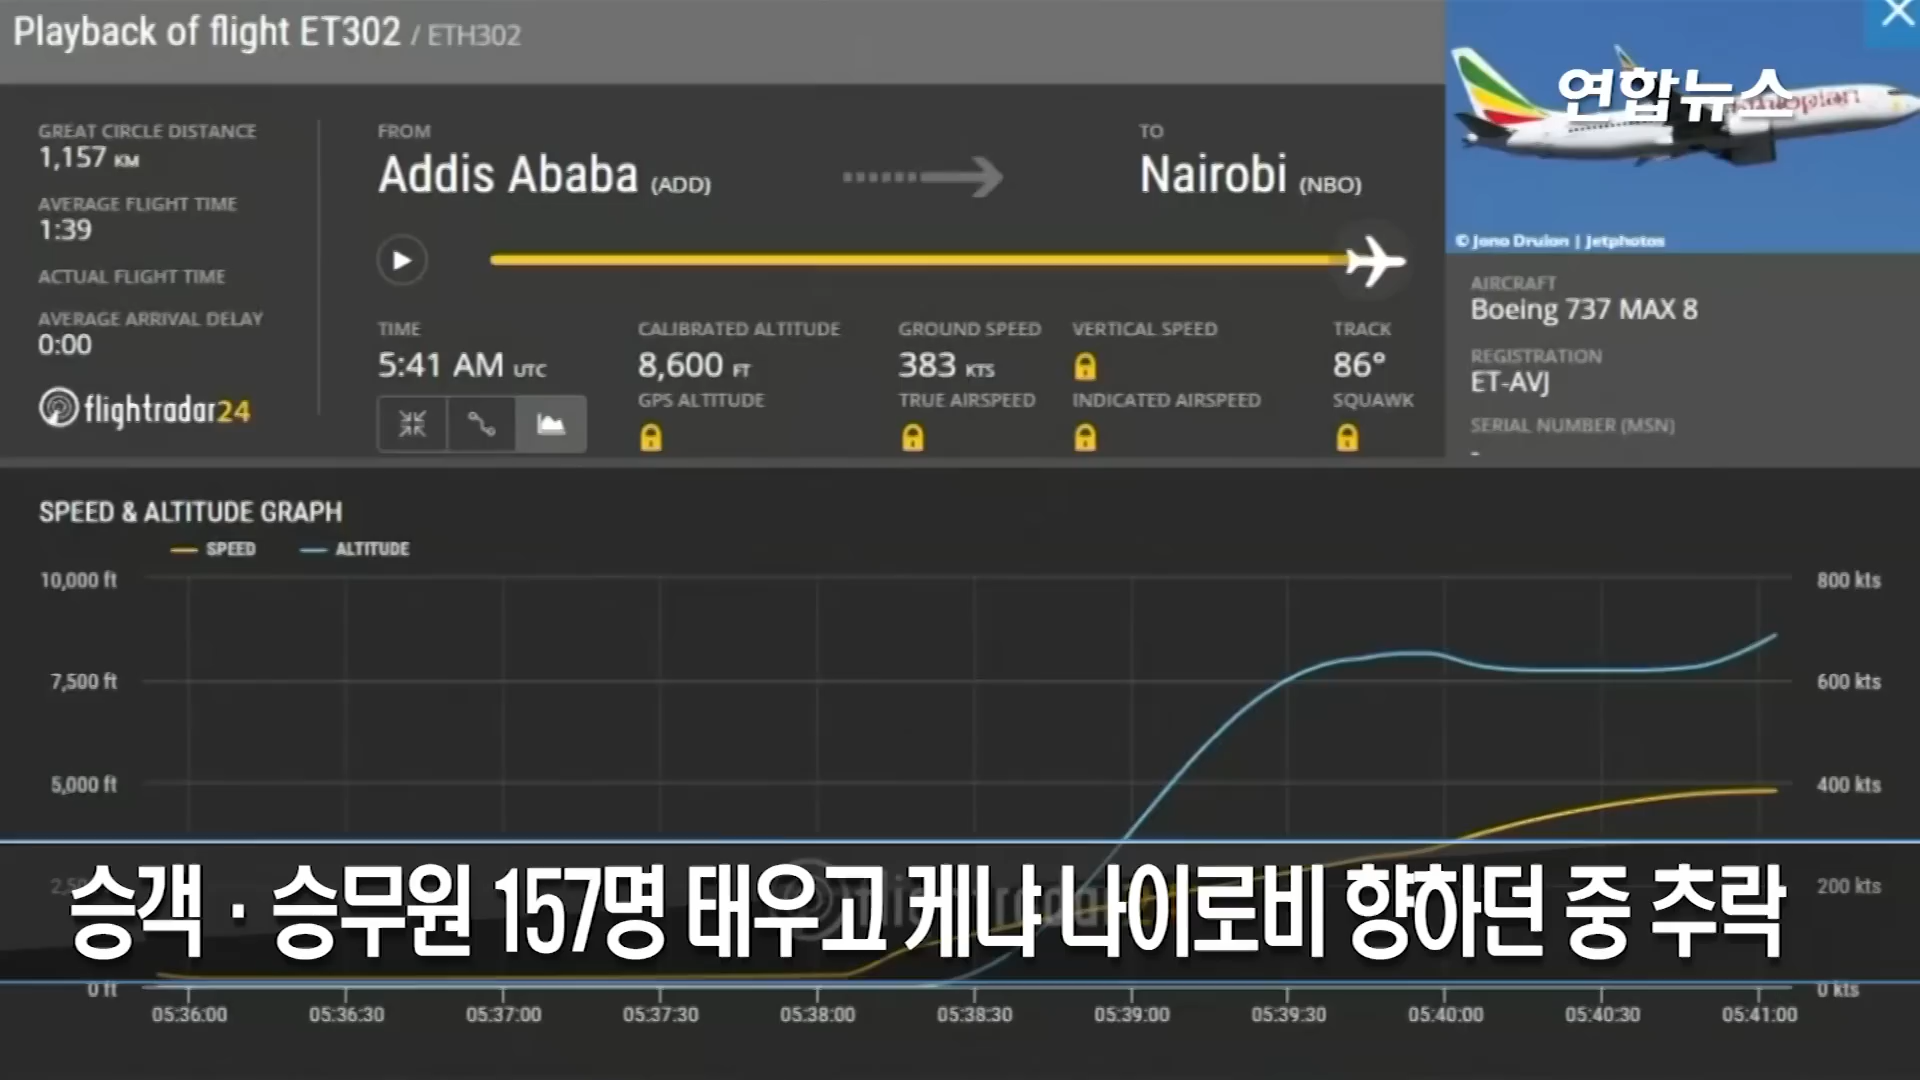 Playback of flight ET302 / ETH302
연합뉴스
GREAT CIRCLE DISTANCE
1,157 KM
AVERAGE FLIGHT TIME
1:39
ACTUAL FLIGHT TIME
AVERAGE ARRIVAL DELAY
0:00
flightradar24
FROM
Addis Ababa (ADD)
TO
Nairobi (NBO)
TIME
5:41 AM UTC
CALIBRATED ALTITUDE
8,600 FT
GPS ALTITUDE
GROUND SPEED
383 KTS
TRUE AIRSPEED
VERTICAL SPEED
INDICATED AIRSPEED
TRACK
86°
SQUAWK
© Jono Druion | Jetphotos
AIRCRAFT
Boeing 737 MAX 8
REGISTRATION
ET-AVJ
SERIAL NUMBER (MSN)
-
SPEED & ALTITUDE GRAPH
SPEED ALTITUDE
10,000 ft 800 kts
7,500 ft 600 kts
5,000 ft 400 kts
200 kts
승객 · 승무원 157명 태우고 케냐 나이로비 향하던 중 추락
0 ft 0 kts
05:36:00 05:36:30 05:37:00 05:37:30 05:38:00 05:38:30 05:39:00 05:39:30 05:40:00 05:40:30 05:41:00